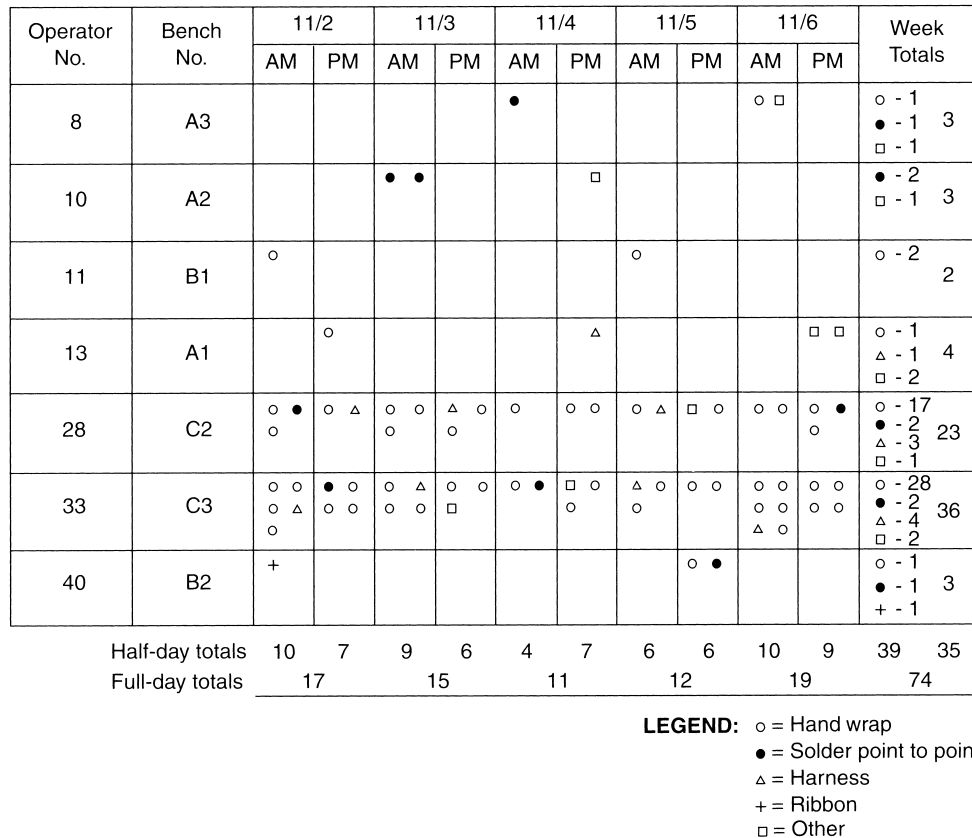 Operator No. Bench No. 11/2 11/3 11/4 11/5 11/6 Week Totals
AM PM AM PM AM PM AM PM AM PM
8 A3 ● ○ □ ○ - 1 ● - 1 □ - 1 3
10 A2 ● ● □ ● - 2 □ - 1 3
11 B1 ○ ○ ○ - 2 2
13 A1 ○ △ □ □ ○ - 1 △ - 1 □ - 2 4
28 C2 ○ ● ○ △ ○ ○ △ ○ ○ ○ ○ ○ △ □ ○ ○ ○ ○ ● ○ - 17
○ ○ ○ ○ ● - 2 △ - 3 □ - 1 23
33 C3 ○ ○ ● ○ ○ △ ○ ○ ○ ● □ ○ △ ○ ○ ○ ○ ○ ○ ○ ○ - 28
○ △ ○ ○ ○ ○ □ ○ ○ ○ ○ ○ ○ ● - 2 △ - 4 36
○ △ ○ □ - 2
40 B2 + ○ ● ○ - 1 ● - 1 + - 1 3
Half-day totals 10 7 9 6 4 7 6 6 10 9 39 35
Full-day totals 17 15 11 12 19 74
LEGEND: ○ = Hand wrap
● = Solder point to poin
△ = Harness
+ = Ribbon
□ = Other